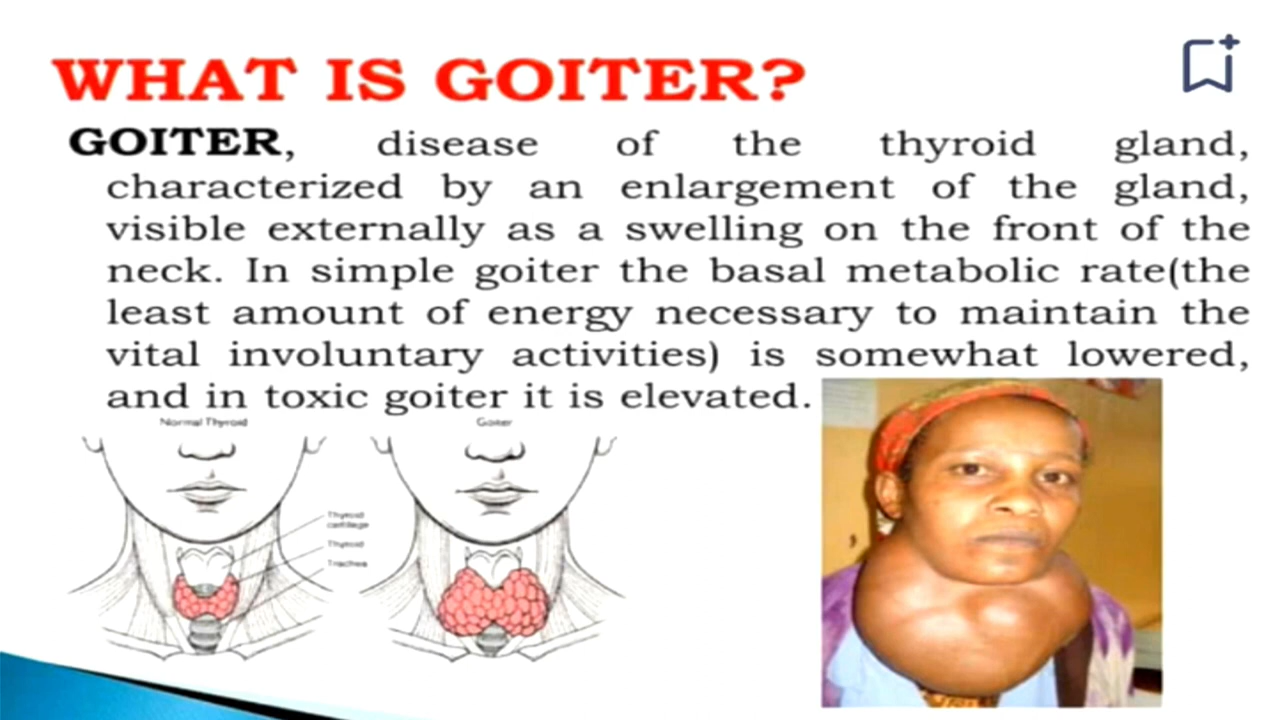 WHAT IS GOITER?
GOITER, disease of the thyroid gland,
characterized by an enlargement of the gland,
visible externally as a swelling on the front of the
neck. In simple goiter the basal metabolic rate(the
least amount of energy necessary to maintain the
vital involuntary activities) is somewhat lowered,
and in toxic goiter it is elevated.
Normal Thyroid
Goiter
Thyroid
cartilage
Thyroid
Trachea